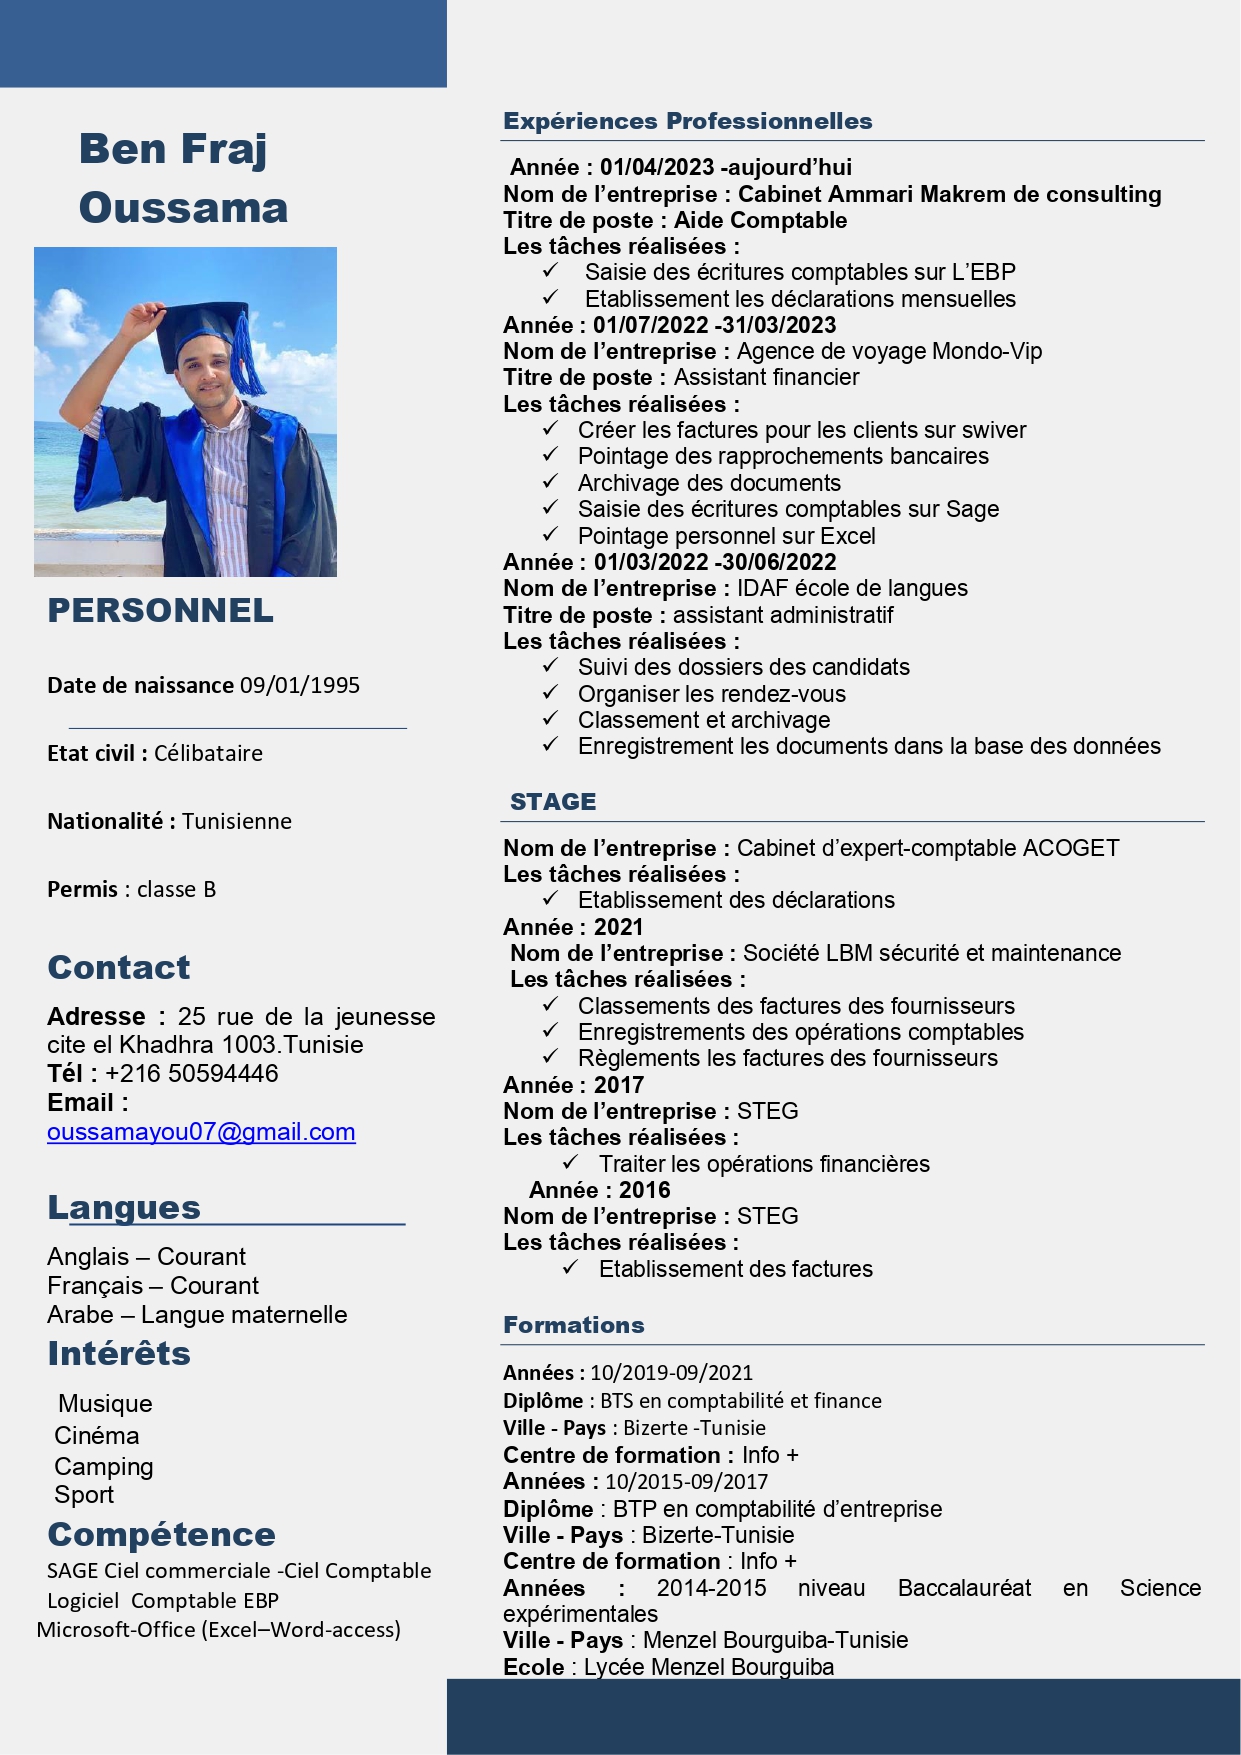 Ben Fraj
Oussama
PERSONNEL
Date de naissance 09/01/1995
Etat civil : Célibataire
Nationalité : Tunisienne
Permis : classe B
Contact
Adresse : 25 rue de la jeunesse
cite el Khadhra 1003.Tunisie
Tél : +216 50594446
Email :
oussamayou07@gmail.com
Langues
Anglais – Courant
Français – Courant
Arabe – Langue maternelle
Intérêts
Musique
Cinéma
Camping
Sport
Compétence
SAGE Ciel commerciale -Ciel Comptable
Logiciel Comptable EBP
Microsoft-Office (Excel–Word-access)
Expériences Professionnelles
Année : 01/04/2023 -aujourd’hui
Nom de l’entreprise : Cabinet Ammari Makrem de consulting
Titre de poste : Aide Comptable
Les tâches réalisées :
✓ Saisie des écritures comptables sur L’EBP
✓ Etablissement les déclarations mensuelles
Année : 01/07/2022 -31/03/2023
Nom de l’entreprise : Agence de voyage Mondo-Vip
Titre de poste : Assistant financier
Les tâches réalisées :
✓ Créer les factures pour les clients sur swiver
✓ Pointage des rapprochements bancaires
✓ Archivage des documents
✓ Saisie des écritures comptables sur Sage
✓ Pointage personnel sur Excel
Année : 01/03/2022 -30/06/2022
Nom de l’entreprise : IDAF école de langues
Titre de poste : assistant administratif
Les tâches réalisées :
✓ Suivi des dossiers des candidats
✓ Organiser les rendez-vous
✓ Classement et archivage
✓ Enregistrement les documents dans la base des données
STAGE
Nom de l’entreprise : Cabinet d’expert-comptable ACOGET
Les tâches réalisées :
✓ Etablissement des déclarations
Année : 2021
Nom de l’entreprise : Société LBM sécurité et maintenance
Les tâches réalisées :
✓ Classements des factures des fournisseurs
✓ Enregistrements des opérations comptables
✓ Règlements les factures des fournisseurs
Année : 2017
Nom de l’entreprise : STEG
Les tâches réalisées :
✓ Traiter les opérations financières
Année : 2016
Nom de l’entreprise : STEG
Les tâches réalisées :
✓ Etablissement des factures
Formations
Années : 10/2019-09/2021
Diplôme : BTS en comptabilité et finance
Ville - Pays : Bizerte -Tunisie
Centre de formation : Info +
Années : 10/2015-09/2017
Diplôme : BTP en comptabilité d’entreprise
Ville - Pays : Bizerte-Tunisie
Centre de formation : Info +
Années : 2014-2015 niveau Baccalauréat en Science
expérimentales
Ville - Pays : Menzel Bourguiba-Tunisie
Ecole : Lycée Menzel Bourguiba